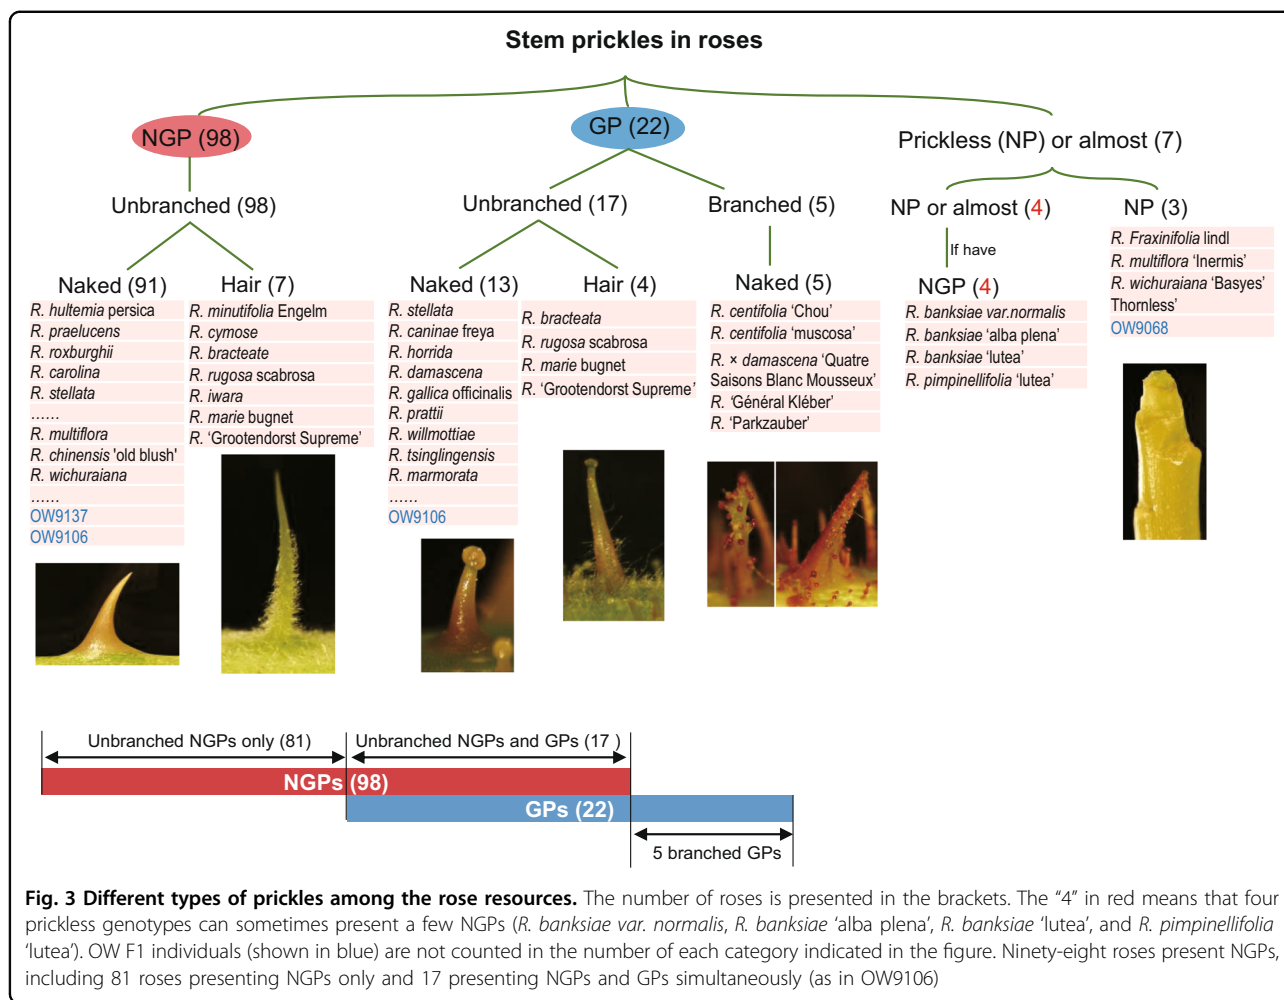 Stem prickles in roses
NGP (98)
GP (22)
Prickless (NP) or almost (7)
Unbranched (98)
Unbranched (17)
Branched (5)
NP or almost (4)
NP (3)
If have
Naked (91)
R. hultemia persica
R. praelucens
R. roxburghii
R. carolina
R. stellata
……
R. multiflora
R. chinensis 'old blush'
R. wichuraiana
……
OW9137
OW9106
Hair (7)
R. minutifolia Engelm
R. cymose
R. bracteate
R. rugosa scabrosa
R. iwara
R. marie bugnet
R. ‘Grootendorst Supreme’
Naked (13)
R. stellata
R. caninae freya
R. horrida
R. damascena
R. gallica officinalis
R. prattii
R. willmottiae
R. tsinglingensis
R. marmorata
……
OW9106
Hair (4)
R. bracteata
R. rugosa scabrosa
R. marie bugnet
R. ‘Grootendorst Supreme’
Naked (5)
R. centifolia ‘Chou’
R. centifolia ‘muscosa’
R. × damascena ‘Quatre
Saisons Blanc Mousseux’
R. ‘Général Kléber’
R. ‘Parkzauber’
NGP (4)
R. banksiae var.normalis
R. banksiae ‘alba plena’
R. banksiae ‘lutea’
R. pimpinellifolia ‘lutea’
R. Fraxinifolia lindl
R. multiflora ‘Inermis’
R. wichuraiana ‘Basyes’
Thornless’
OW9068
Unbranched NGPs only (81)
Unbranched NGPs and GPs (17 )
NGPs (98)
GPs (22)
5 branched GPs
Fig. 3 Different types of prickles among the rose resources. The number of roses is presented in the brackets. The “4” in red means that four
prickless genotypes can sometimes present a few NGPs (R. banksiae var. normalis, R. banksiae ‘alba plena’, R. banksiae ‘lutea’, and R. pimpinellifolia
‘lutea’). OW F1 individuals (shown in blue) are not counted in the number of each category indicated in the figure. Ninety-eight roses present NGPs,
including 81 roses presenting NGPs only and 17 presenting NGPs and GPs simultaneously (as in OW9106)